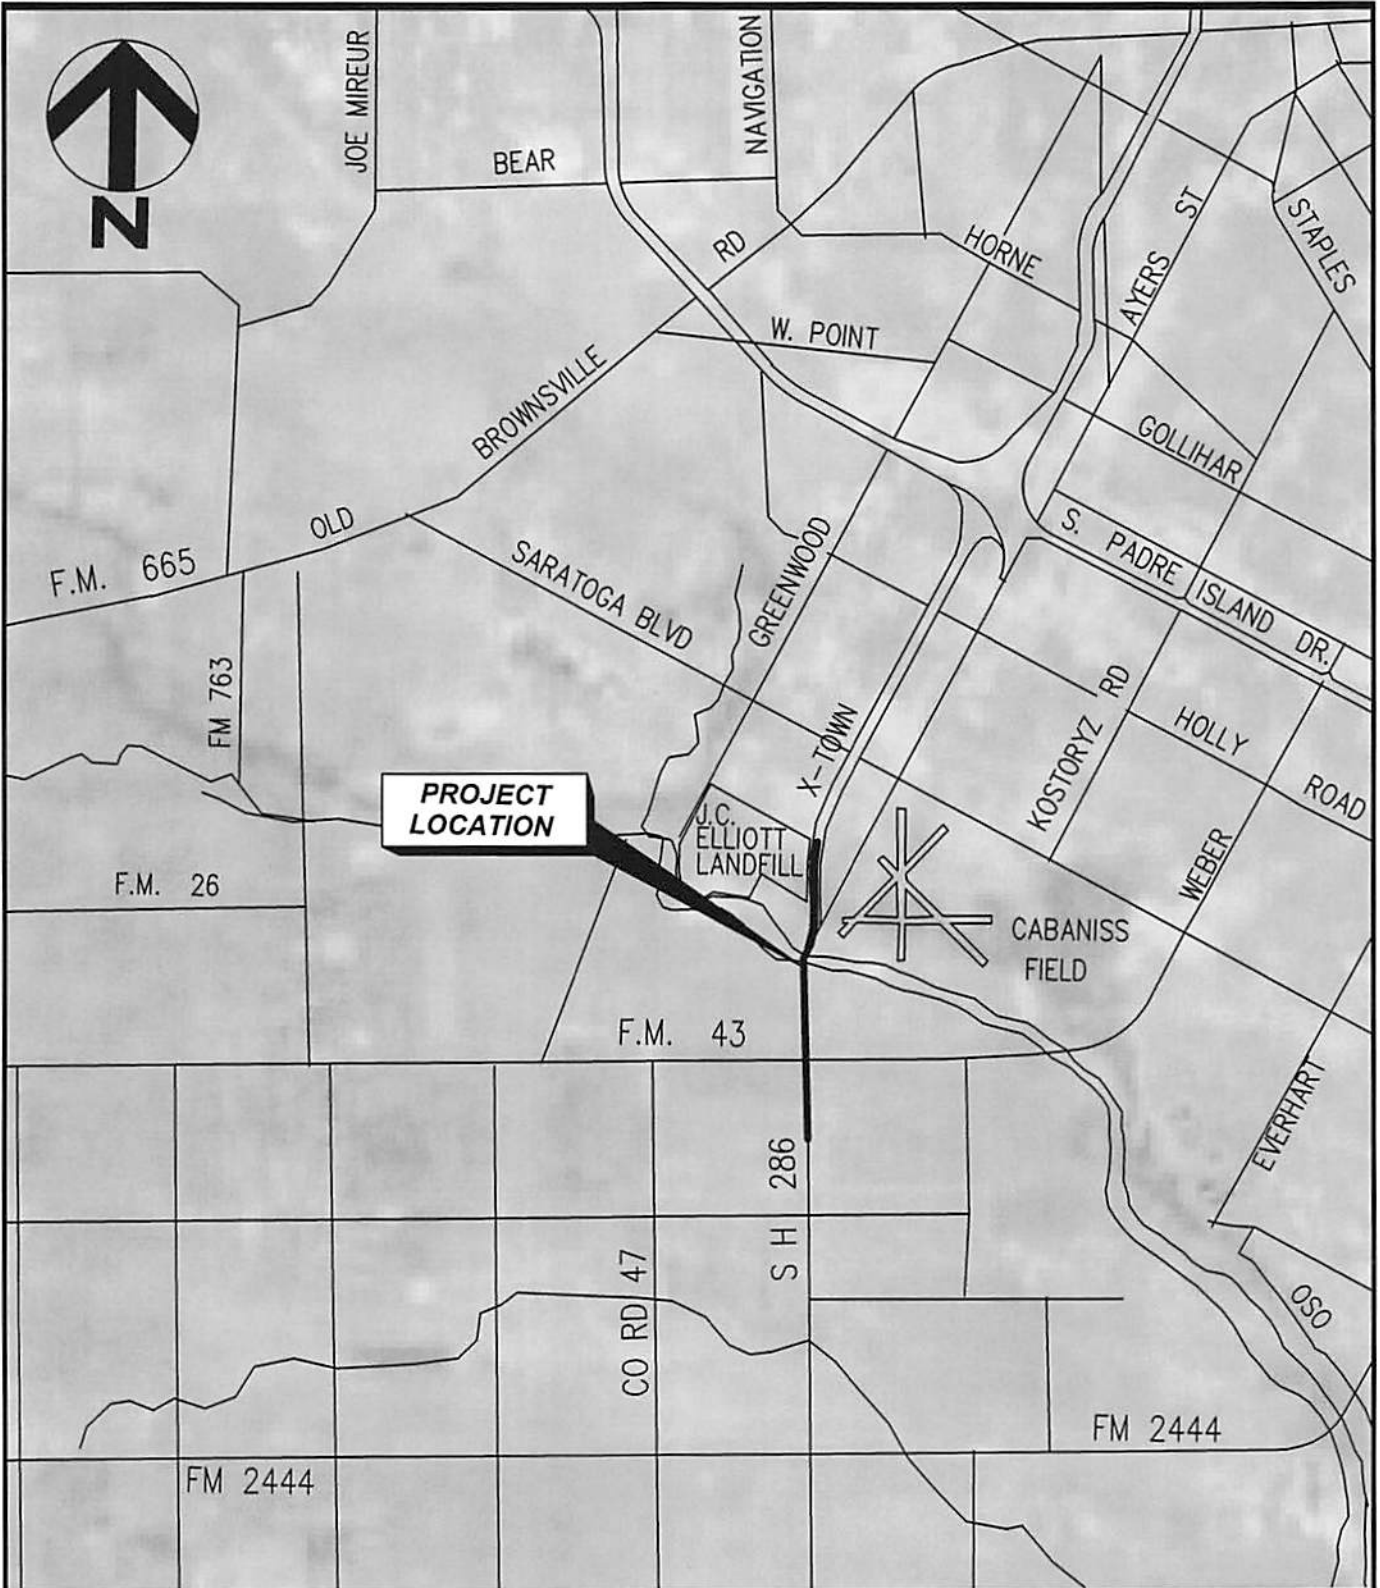 JOE MIREUR
NAVIGATION
BEAR
N
RD
HORNE
AYERS ST
STAPLES
W. POINT
BROWNSVILLE
GOLLIHAR
OLD
F.M. 665
S. PADRE ISLAND DR.
SARATOGA BLVD
GREENWOOD
FM 763
X-TOWN
KOSTORYZ RD
HOLLY ROAD
PROJECT
LOCATION
J.C.
ELLIOTT
LANDFILL
WEBER
F.M. 26
CABANISS
FIELD
F.M. 43
EVERHART
S H 286
CO RD 47
OSO
FM 2444
FM 2444